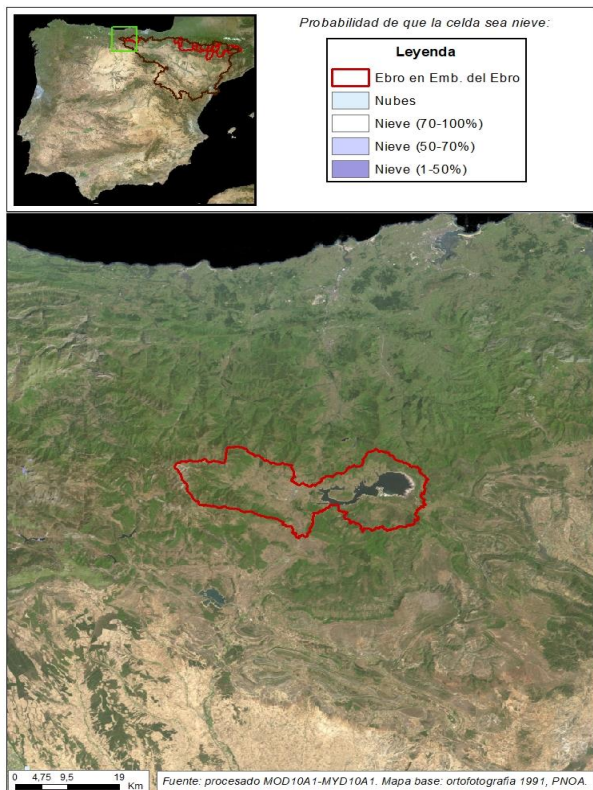 Probabilidad de que la celda sea nieve:
Leyenda
Ebro en Emb. del Ebro
Nubes
Nieve (70-100%)
Nieve (50-70%)
Nieve (1-50%)
0 4,75 9,5 19
Km
Fuente: procesado MOD10A1-MYD10A1. Mapa base: ortofotografia 1991, PNOA.